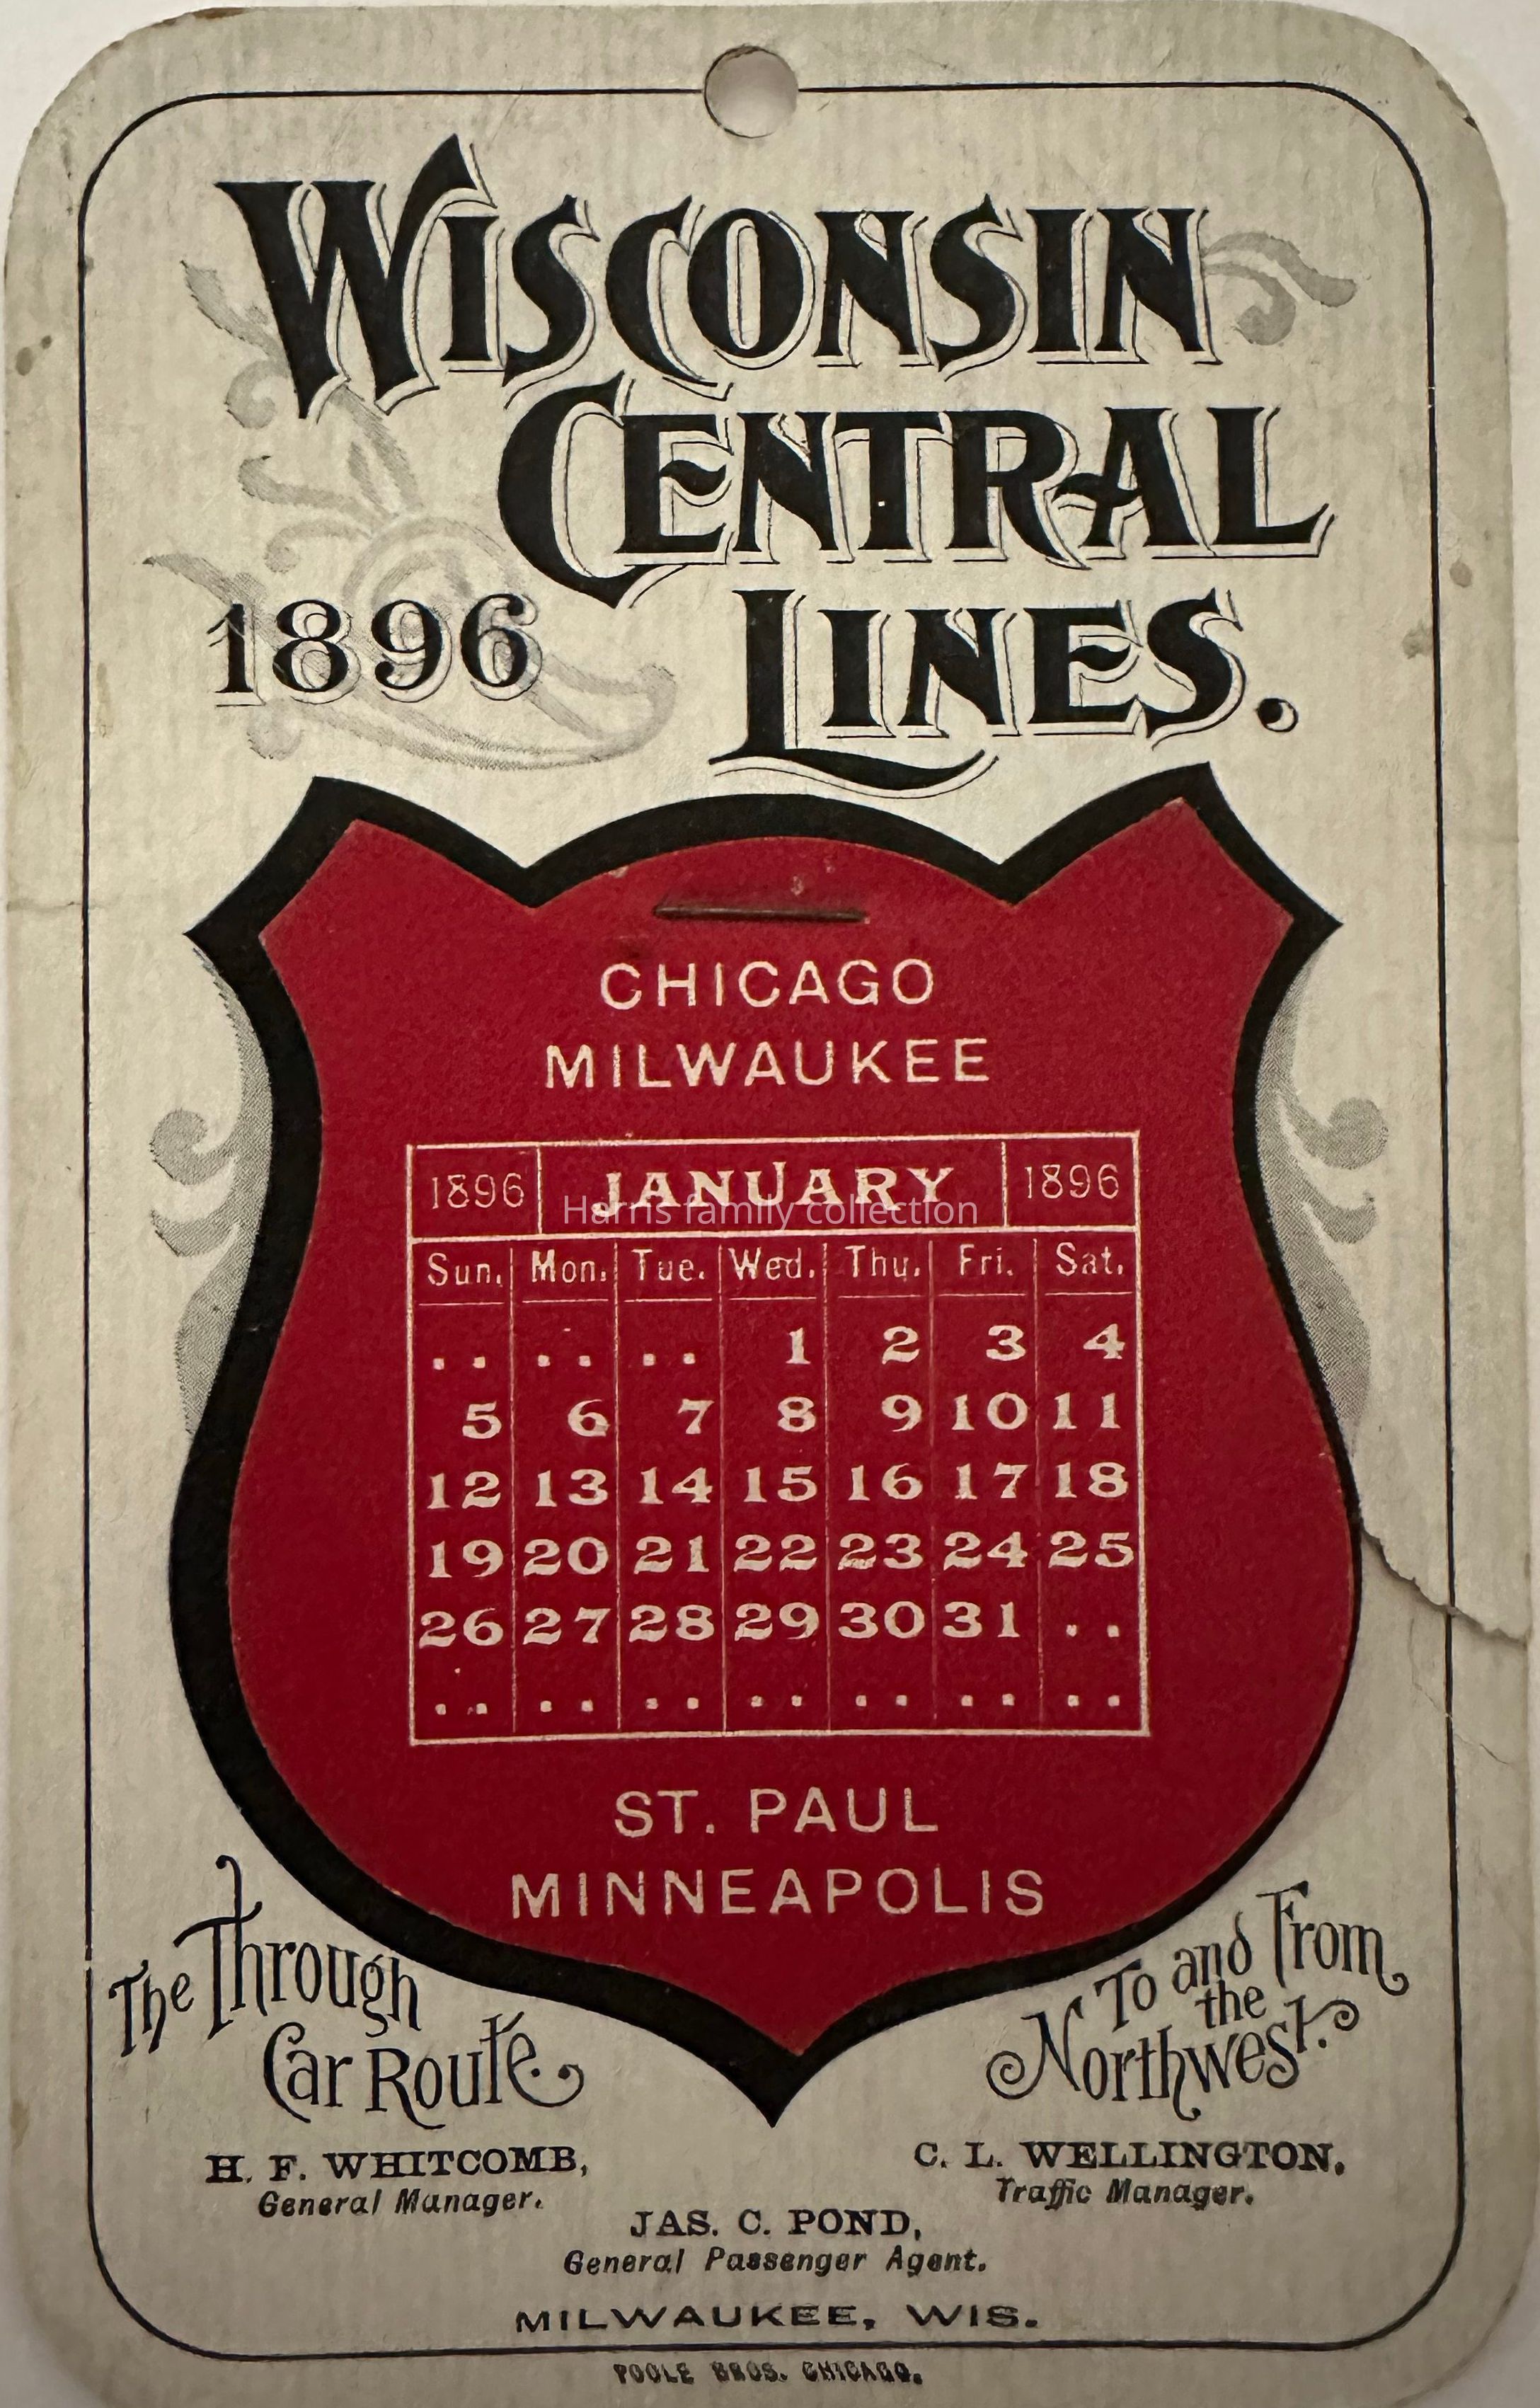 WISCONSIN
CENTRAL
1896 LINES.
CHICAGO
MILWAUKEE
1896 JANUARY 1896
Harris family collection
Sun. Mon. Tue. Wed. Thu. Fri. Sat.
.. .. .. 1 2 3 4
5 6 7 8 9 10 11
12 13 14 15 16 17 18
19 20 21 22 23 24 25
26 27 28 29 30 31 ..
.. .. .. .. .. .. ..
ST. PAUL
MINNEAPOLIS
The Through
Car Route.
To and From
the
Northwest.
H. F. WHITCOMB,
General Manager.
C. L. WELLINGTON,
Traffic Manager.
JAS. C. POND,
General Passenger Agent.
MILWAUKEE, WIS.
POOLE BROS. CHICAGO.